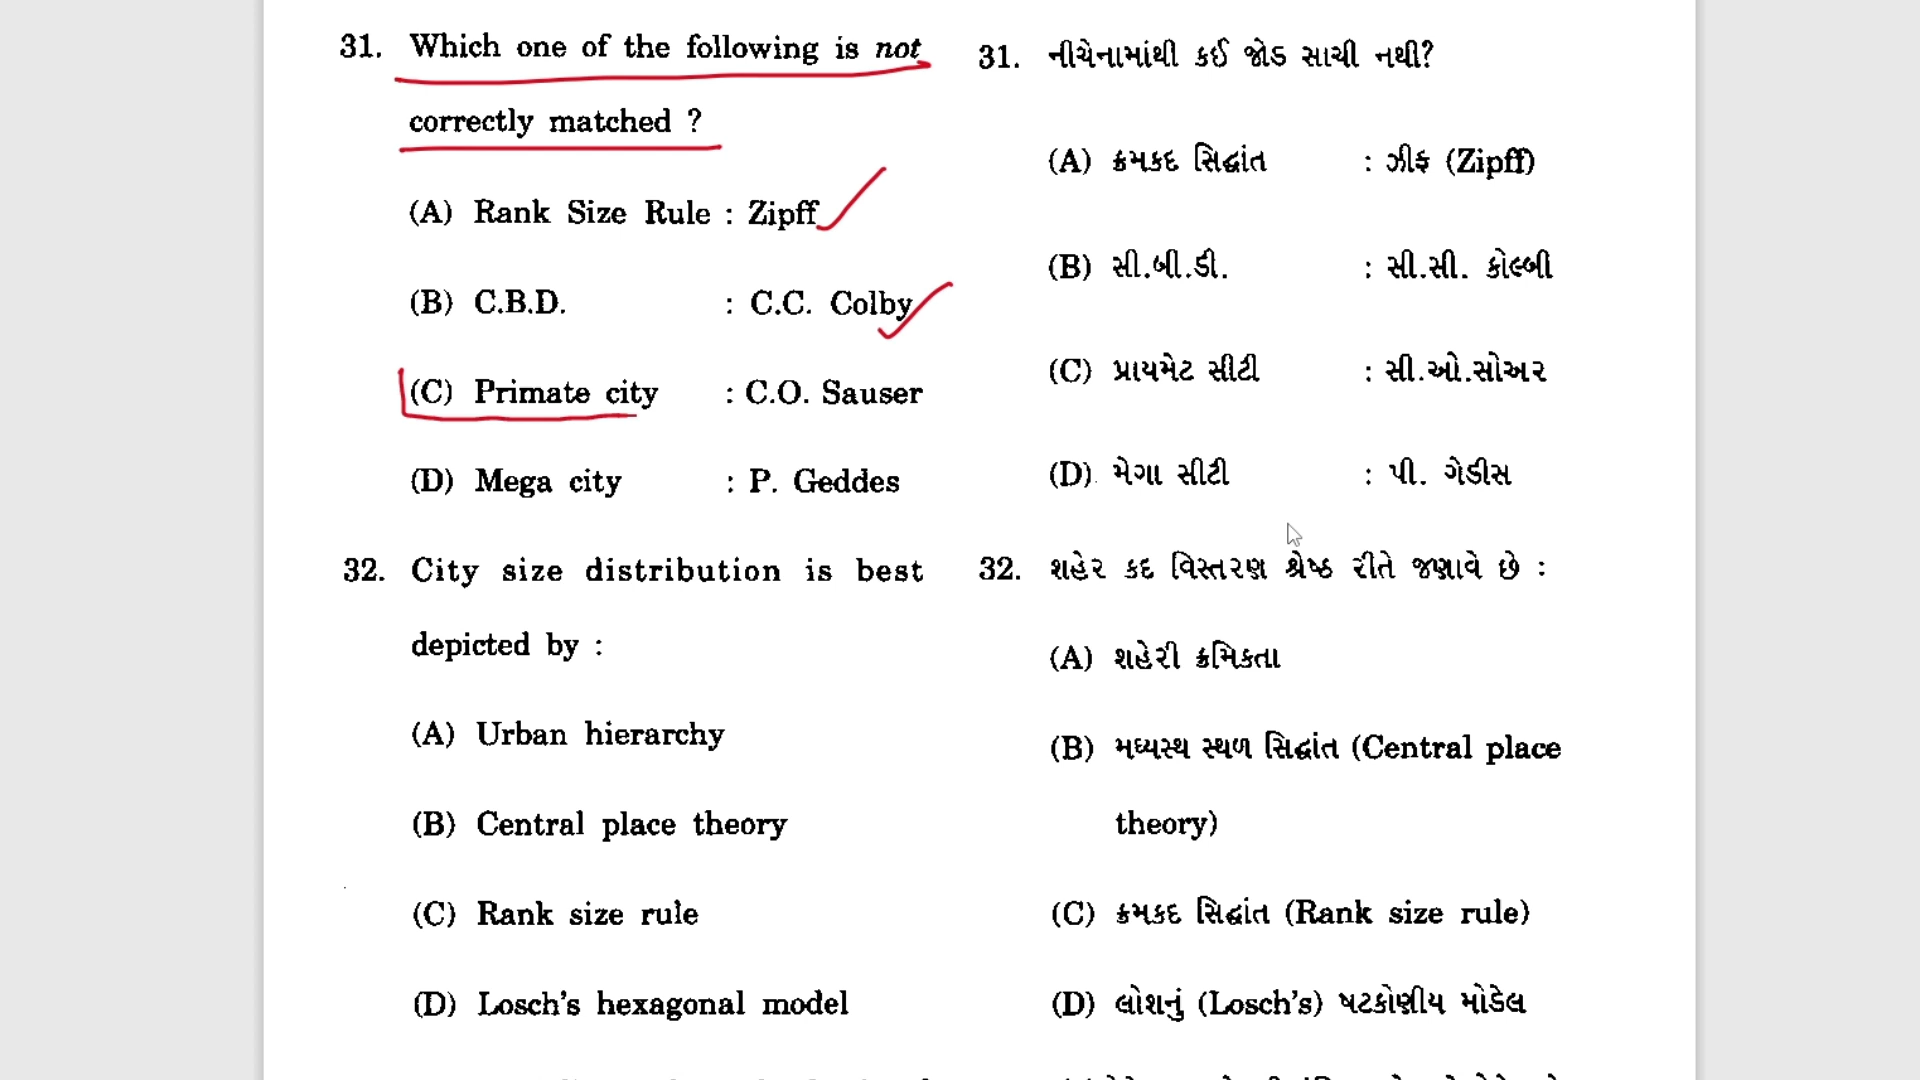 31. Which one of the following is not
correctly matched ?
(A) Rank Size Rule : Zipff
(B) C.B.D. : C.C. Colby
(C) Primate city : C.O. Sauser
(D) Mega city : P. Geddes
32. City size distribution is best
depicted by :
(A) Urban hierarchy
(B) Central place theory
(C) Rank size rule
(D) Losch's hexagonal model
31. નીચેનામાંથી કઈ જોડ સાચી નથી?
(A) ક્રમકદ સિદ્ધાંત : ઝીફ (Zipff)
(B) સી.બી.ડી. : સી.સી. કોલ્બી
(C) પ્રાયમેટ સીટી : સી.ઓ.સોઅર
(D) મેગા સીટી : પી. ગેડીસ
32. શહેર કદ વિસ્તરણ શ્રેષ્ઠ રીતે જણાવે છે :
(A) શહેરી ક્રમિકતા
(B) મધ્યસ્થ સ્થળ સિદ્ધાંત (Central place
theory)
(C) ક્રમકદ સિદ્ધાંત (Rank size rule)
(D) લોશનું (Losch's) ષટકોણીય મોડેલ